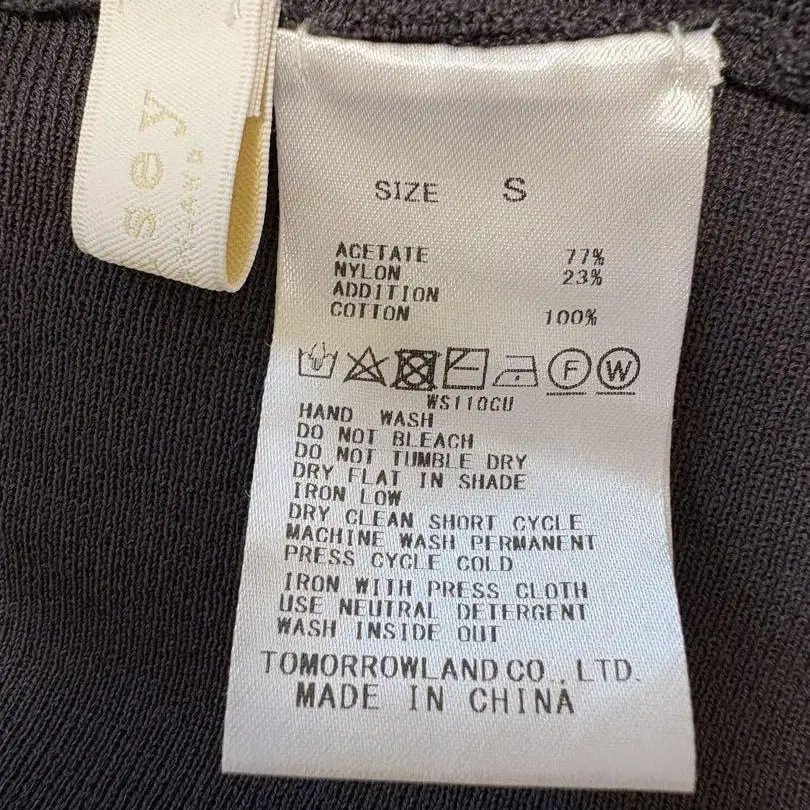 sey
SIZE S
ACETATE 77%
NYLON 23%
ADDITION
COTTON 100%
F W
WS110GU
HAND WASH
DO NOT BLEACH
DO NOT TUMBLE DRY
DRY FLAT IN SHADE
IRON LOW
DRY CLEAN SHORT CYCLE
MACHINE WASH PERMANENT
PRESS CYCLE COLD
IRON WITH PRESS CLOTH
USE NEUTRAL DETERGENT
WASH INSIDE OUT
TOMORROWLAND CO., LTD.
MADE IN CHINA